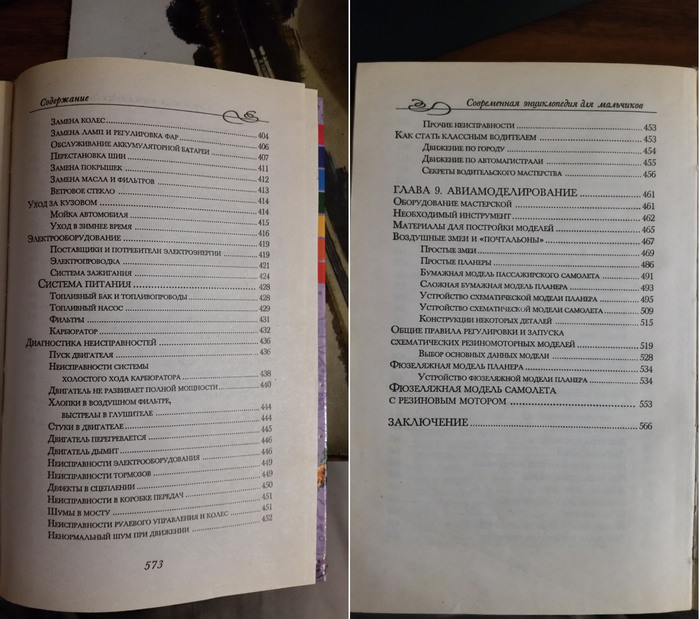 Содержание
Замена колес 404
Замена ламп и регулировка фар 406
Обслуживание аккумуляторной батареи 407
Перестановка шин 411
Замена покрышек 412
Замена масла и фильтров 413
Ветровое стекло 414
Уход за кузовом 414
Мойка автомобиля 415
Уход в зимнее время 416
Электрооборудование 419
Поставщики и потребители электроэнергии 419
Электропроводка 421
Система зажигания 424
Система питания 428
Топливный бак и топливопроводы 428
Топливный насос 429
Фильтры 431
Карбюратор 432
Диагностика неисправностей 436
Пуск двигателя 436
Неисправности системы
холостого хода карбюратора 438
Двигатель не развивает полной мощности 440
Хлопки в воздушном фильтре,
выстрелы в глушителе 444
Стуки в двигателе 444
Двигатель перегревается 445
Двигатель дымит 446
Неисправности электрооборудования 446
Неисправности тормозов 449
Дефекты в сцеплении 449
Неисправности в коробке передач 450
Шумы в мосту 451
Неисправности рулевого управления и колес 451
Ненормальный шум при движении 452
573
Современная энциклопедия для мальчиков
Прочие неисправности 453
Как стать классным водителем 453
Движение по городу 454
Движение по автомагистрали 455
Секреты водительского мастерства 456
ГЛАВА 9. АВИАМОДЕЛИРОВАНИЕ 461
Оборудование мастерской 461
Необходимый инструмент 462
Материалы для постройки моделей 465
Воздушные змеи и «почтальоны» 467
Простые змеи 469
Простые планеры 486
Бумажная модель пассажирского самолета 491
Сложная бумажная модель планера 493
Устройство схематической модели планера 495
Устройство схематической модели самолета 509
Конструкции некоторых деталей 515
Общие правила регулировки и запуска
схематических резиномоторных моделей 519
Выбор основных данных модели 528
Фюзеляжная модель планера 534
Устройство фюзеляжной модели планера 534
Фюзеляжная модель самолета
с резиновым мотором 553
ЗАКЛЮЧЕНИЕ 566